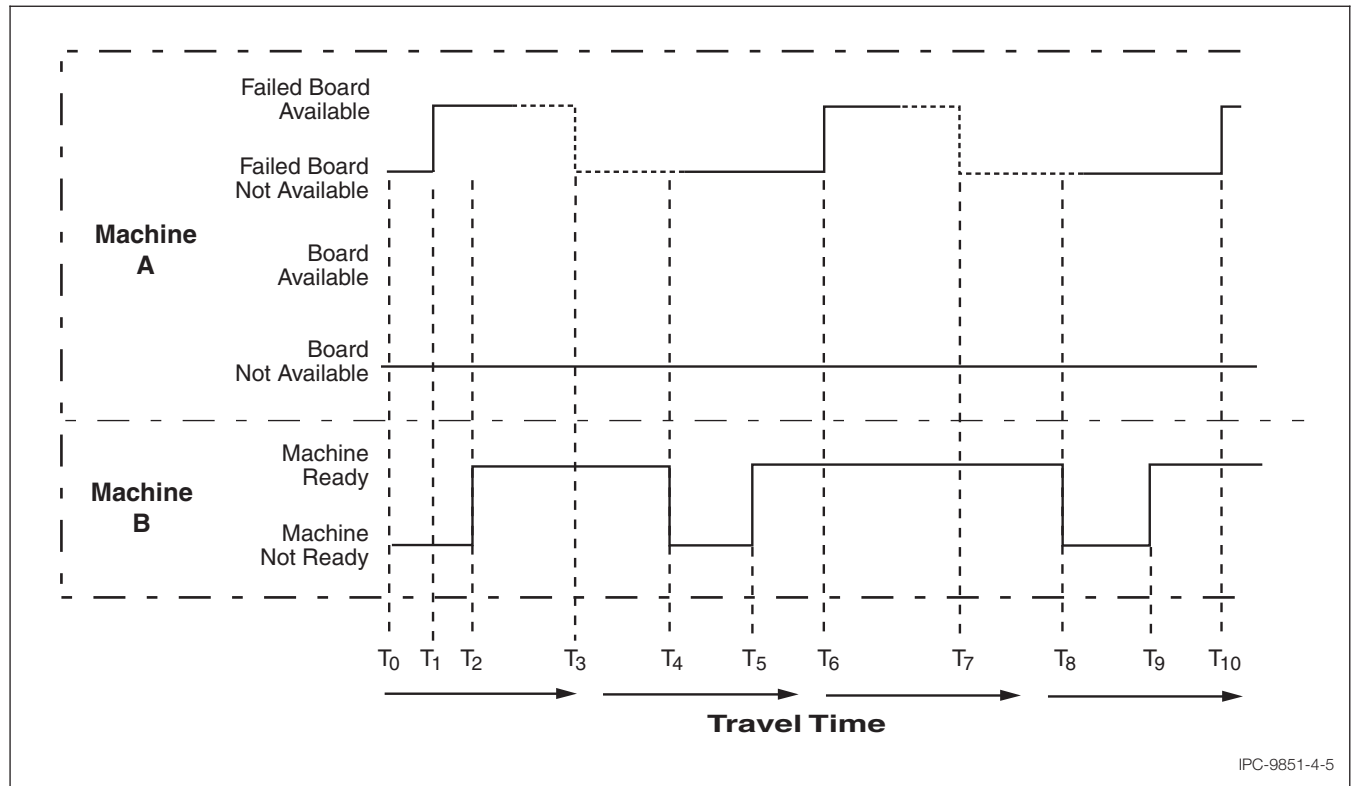 Failed Board
Available
Failed Board
Not Available
Machine
A
Board
Available
Board
Not Available
Machine
Ready
Machine
B
Machine
Not Ready
T0 T1 T2 T3 T4 T5 T6 T7 T8 T9 T10
Travel Time
IPC-9851-4-5